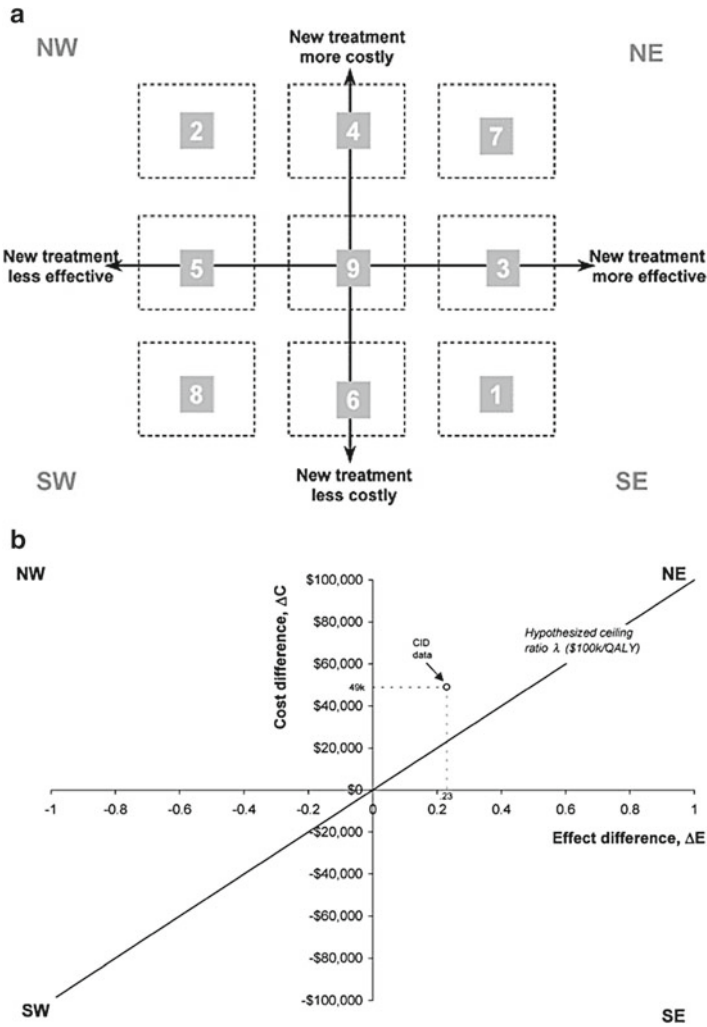 a
NW
New treatment
more costly
NE
2
4
7
New treatment
less effective
5
9
3
New treatment
more effective
8
6
1
SW
New treatment
less costly
SE
b
NW
NE
$100,000
$80,000
$60,000
49k
$40,000
$20,000
$0
-$20,000
-$40,000
-$60,000
-$80,000
-$100,000
Cost difference, ΔC
CID
data
Hypothesized ceiling
ratio λ ($100k/QALY)
-1
-0.8
-0.6
-0.4
-0.2
0
0.2
.23
0.4
0.6
0.8
1
Effect difference, ΔE
SW
SE